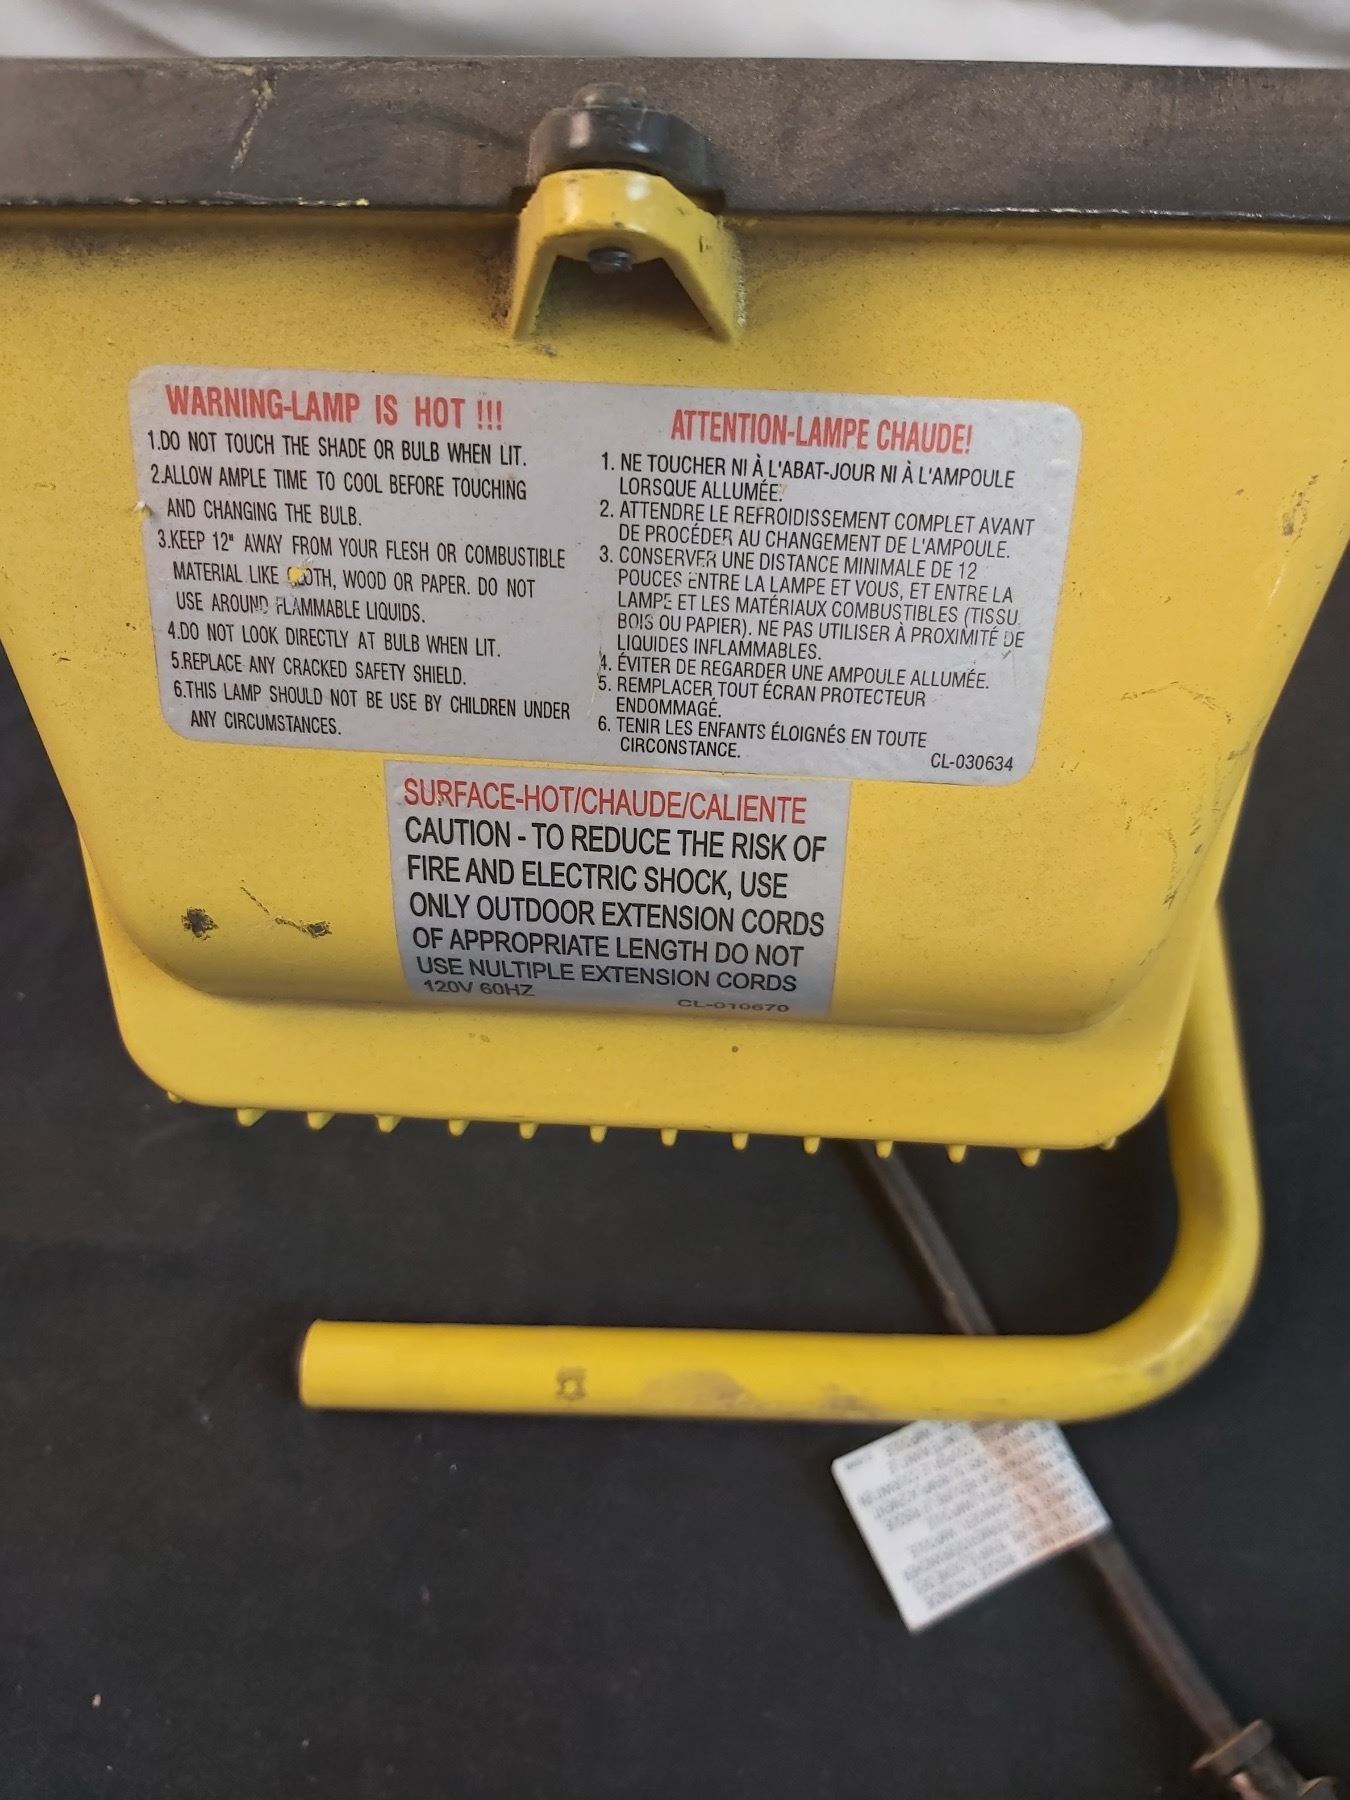 WARNING-LAMP IS HOT !!!
1.DO NOT TOUCH THE SHADE OR BULB WHEN LIT.
2.ALLOW AMPLE TIME TO COOL BEFORE TOUCHING
AND CHANGING THE BULB.
3.KEEP 12" AWAY FROM YOUR FLESH OR COMBUSTIBLE
MATERIAL LIKE CLOTH, WOOD OR PAPER. DO NOT
USE AROUND FLAMMABLE LIQUIDS.
4.DO NOT LOOK DIRECTLY AT BULB WHEN LIT.
5.REPLACE ANY CRACKED SAFETY SHIELD.
6.THIS LAMP SHOULD NOT BE USE BY CHILDREN UNDER
ANY CIRCUMSTANCES.
ATTENTION-LAMPE CHAUDE!
1. NE TOUCHER NI À L'ABAT-JOUR NI À L'AMPOULE
LORSQUE ALLUMÉE.
2. ATTENDRE LE REFROIDISSEMENT COMPLET AVANT
DE PROCÉDER AU CHANGEMENT DE L'AMPOULE.
3. CONSERVER UNE DISTANCE MINIMALE DE 12
POUCES ENTRE LA LAMPE ET VOUS, ET ENTRE LA
LAMPE ET LES MATÉRIAUX COMBUSTIBLES (TISSU,
BOIS OU PAPIER). NE PAS UTILISER À PROXIMITÉ DE
LIQUIDES INFLAMMABLES.
4. ÉVITER DE REGARDER UNE AMPOULE ALLUMÉE.
5. REMPLACER TOUT ÉCRAN PROTECTEUR
ENDOMMAGÉ.
6. TENIR LES ENFANTS ÉLOIGNÉS EN TOUTE
CIRCONSTANCE.
CL-030634
SURFACE-HOT/CHAUDE/CALIENTE
CAUTION - TO REDUCE THE RISK OF
FIRE AND ELECTRIC SHOCK, USE
ONLY OUTDOOR EXTENSION CORDS
OF APPROPRIATE LENGTH DO NOT
USE NULTIPLE EXTENSION CORDS
120V 60HZ CL-010670